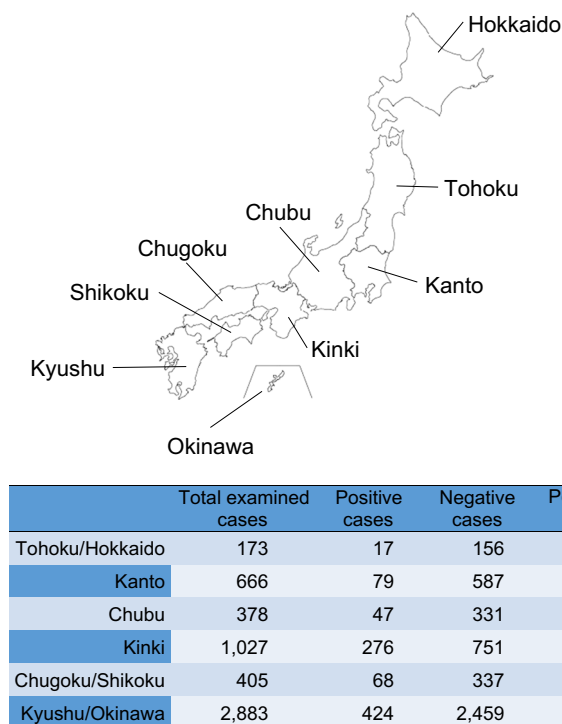 Hokkaido
Tohoku
Chubu
Chugoku
Kanto
Shikoku
Kinki
Kyushu
Okinawa
Total examined cases Positive cases Negative cases P
Tohoku/Hokkaido 173 17 156
Kanto 666 79 587
Chubu 378 47 331
Kinki 1,027 276 751
Chugoku/Shikoku 405 68 337
Kyushu/Okinawa 2,883 424 2,459